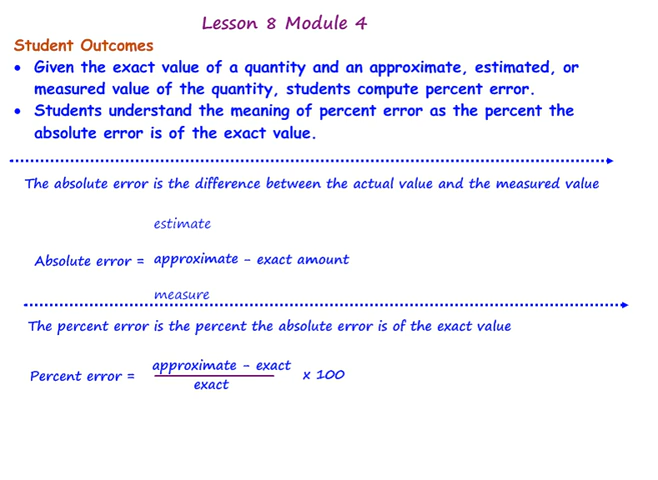 Lesson 8 Module 4
Student Outcomes
• Given the exact value of a quantity and an approximate, estimated, or
measured value of the quantity, students compute percent error.
• Students understand the meaning of percent error as the percent the
absolute error is of the exact value.
The absolute error is the difference between the actual value and the measured value
estimate
Absolute error = approximate - exact amount
measure
The percent error is the percent the absolute error is of the exact value
approximate - exact
Percent error = x 100
exact